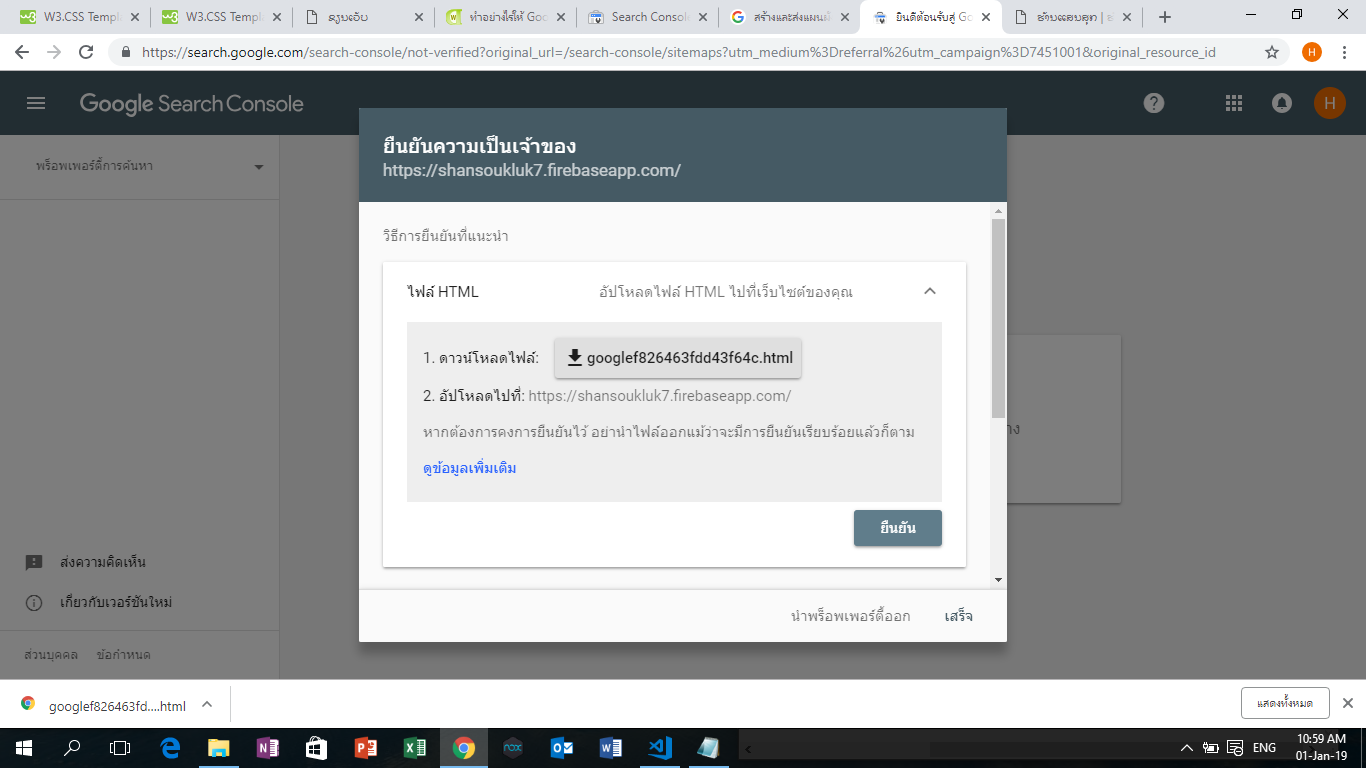 W3.CSS Templa
W3.CSS Templa
ຊຽບເອັບ
ทำอย่างไรให้ Goo
Search Console
สร้างและส่งแผนผั
ยินดีต้อนรับสู่ Go
https://search.google.com/search-console/not-verified?original_url=/search-console/sitemaps?utm_medium%3Dreferral%26utm_campaign%3D7451001&original_resource_id
H
Google Search Console
H
พร็อพเพอร์ตี้การค้นหา
ยืนยันความเป็นเจ้าของ
https://shansoukluk7.firebaseapp.com/
วิธีการยืนยันที่แนะนำ
ไฟล์ HTML
อัปโหลดไฟล์ HTML ไปที่เว็บไซต์ของคุณ
1. ดาวน์โหลดไฟล์: googlef826463fdd43f64c.html
2. อัปโหลดไปที่: https://shansoukluk7.firebaseapp.com/
หากต้องการคงการยืนยันไว้ อย่านำไฟล์ออกแม้ว่าจะมีการยืนยันเรียบร้อยแล้วก็ตาม
ดูข้อมูลเพิ่มเติม
ยืนยัน
ส่งความคิดเห็น
เกี่ยวกับเวอร์ชันใหม่
นำพร็อพเพอร์ตี้ออก
เสร็จ
ส่วนบุคคล ข้อกำหนด
googlef826463fd....html
แสดงทั้งหมด
ENG
10:59 AM
01-Jan-19